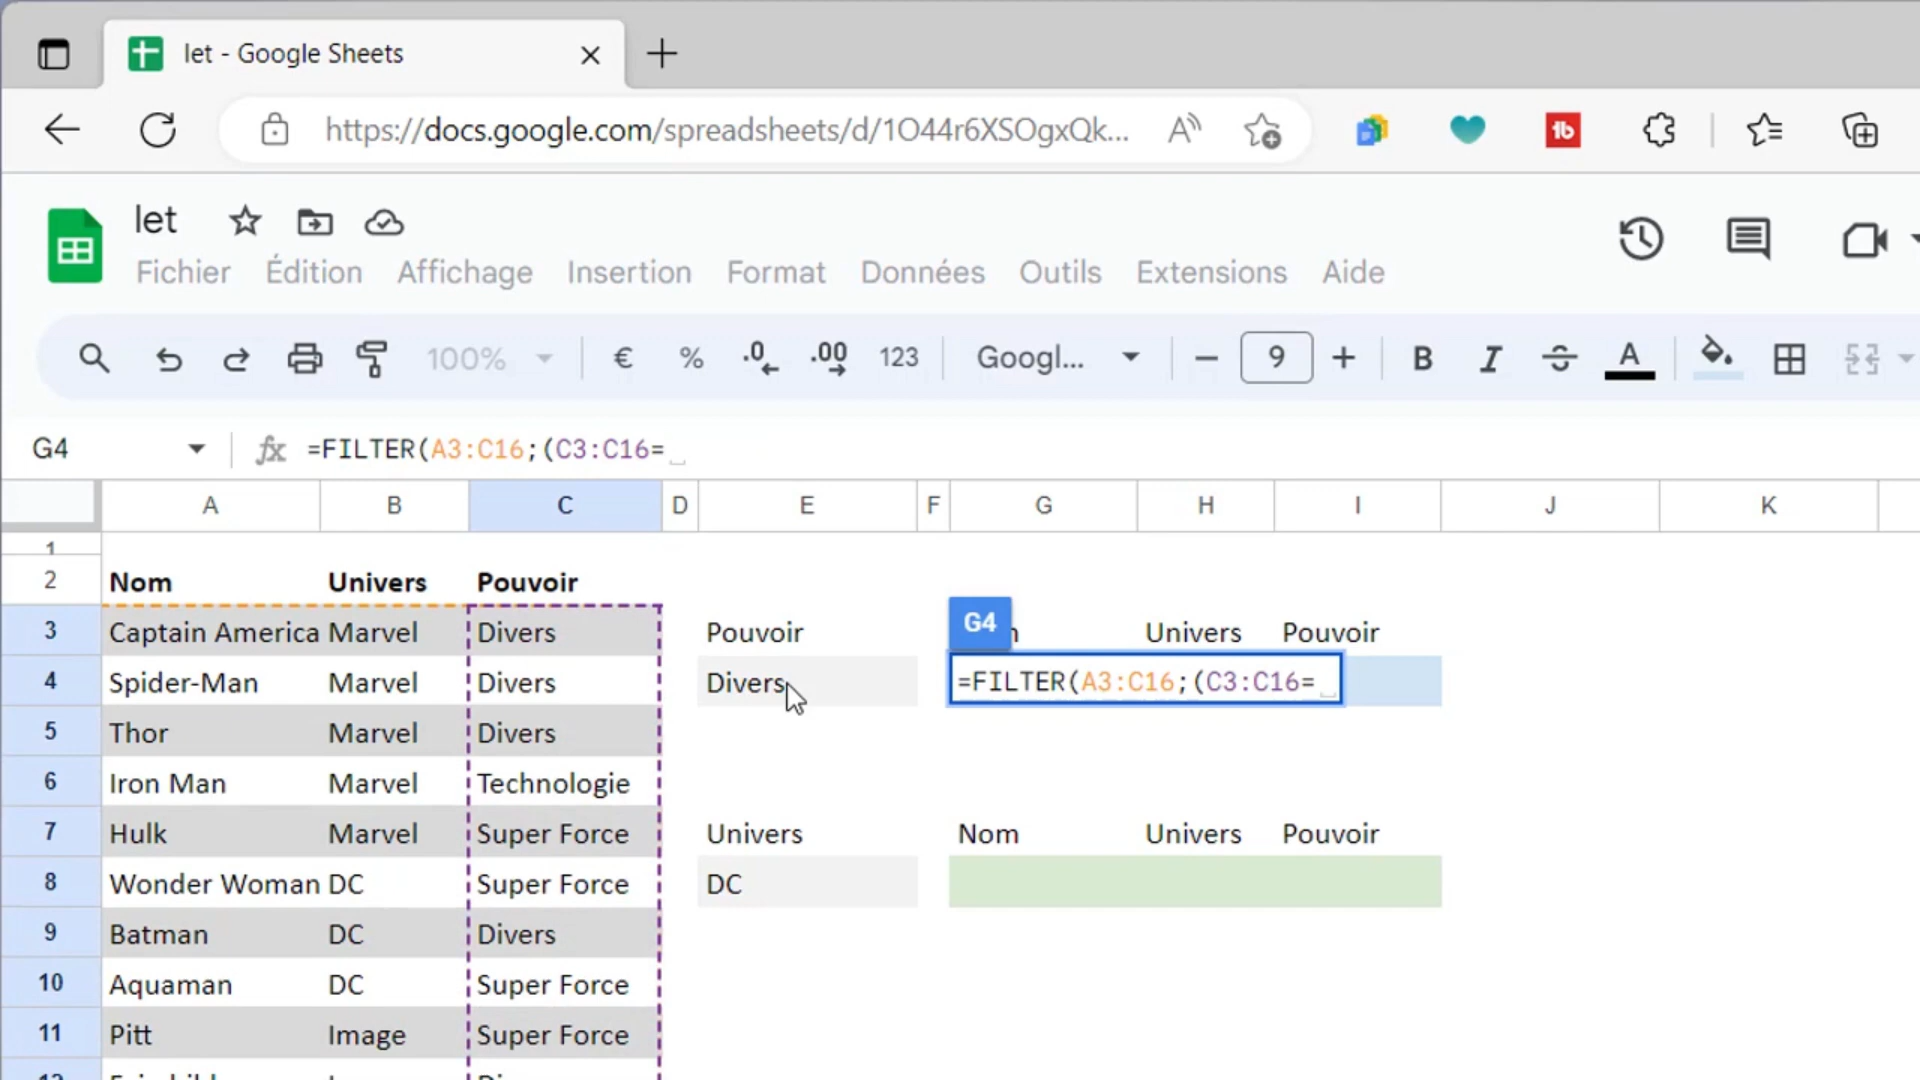 let - Google Sheets
https://docs.google.com/spreadsheets/d/1O44r6XSOgxQk...
let
Fichier Édition Affichage Insertion Format Données Outils Extensions Aide
100% € % .0 .00 123 Googl... 9 B I A
G4 fx =FILTER(A3:C16;(C3:C16=
A B C D E F G H I J K
1
2 Nom Univers Pouvoir
3 Captain America Marvel Divers Pouvoir G4 Univers Pouvoir
4 Spider-Man Marvel Divers Divers =FILTER(A3:C16;(C3:C16=
5 Thor Marvel Divers
6 Iron Man Marvel Technologie
7 Hulk Marvel Super Force Univers Nom Univers Pouvoir
8 Wonder Woman DC Super Force DC
9 Batman DC Divers
10 Aquaman DC Super Force
11 Pitt Image Super Force